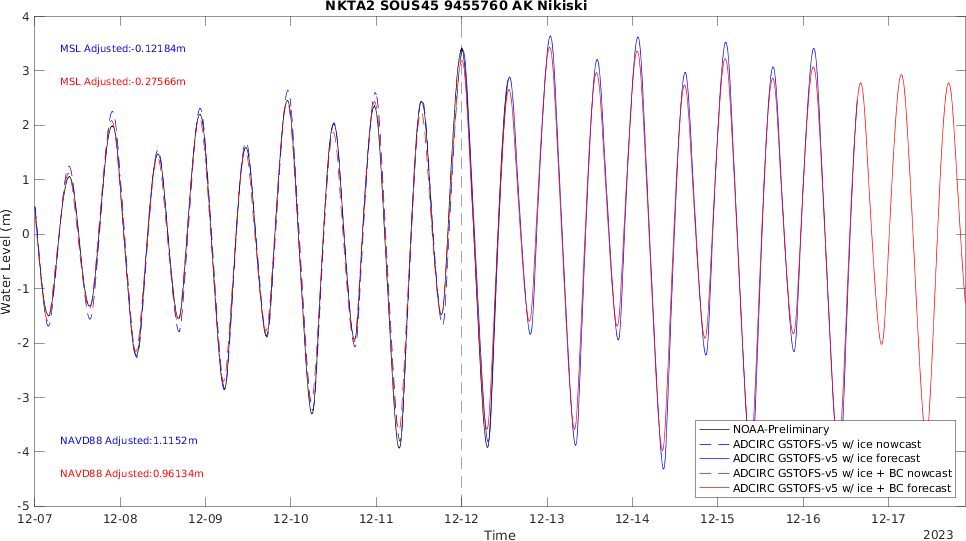 NKTA2 SOUS45 9455760 AK Nikiski
4
3
2
1
0
-1
-2
-3
-4
-5
Water Level (m)
MSL Adjusted:-0.12184m
MSL Adjusted:-0.27566m
NAVD88 Adjusted:1.1152m
NAVD88 Adjusted:0.96134m
NOAA-Preliminary
ADCIRC GSTOFS-v5 w/ ice nowcast
ADCIRC GSTOFS-v5 w/ ice forecast
ADCIRC GSTOFS-v5 w/ ice + BC nowcast
ADCIRC GSTOFS-v5 w/ ice + BC forecast
12-07 12-08 12-09 12-10 12-11 12-12 12-13 12-14 12-15 12-16 12-17
Time
2023